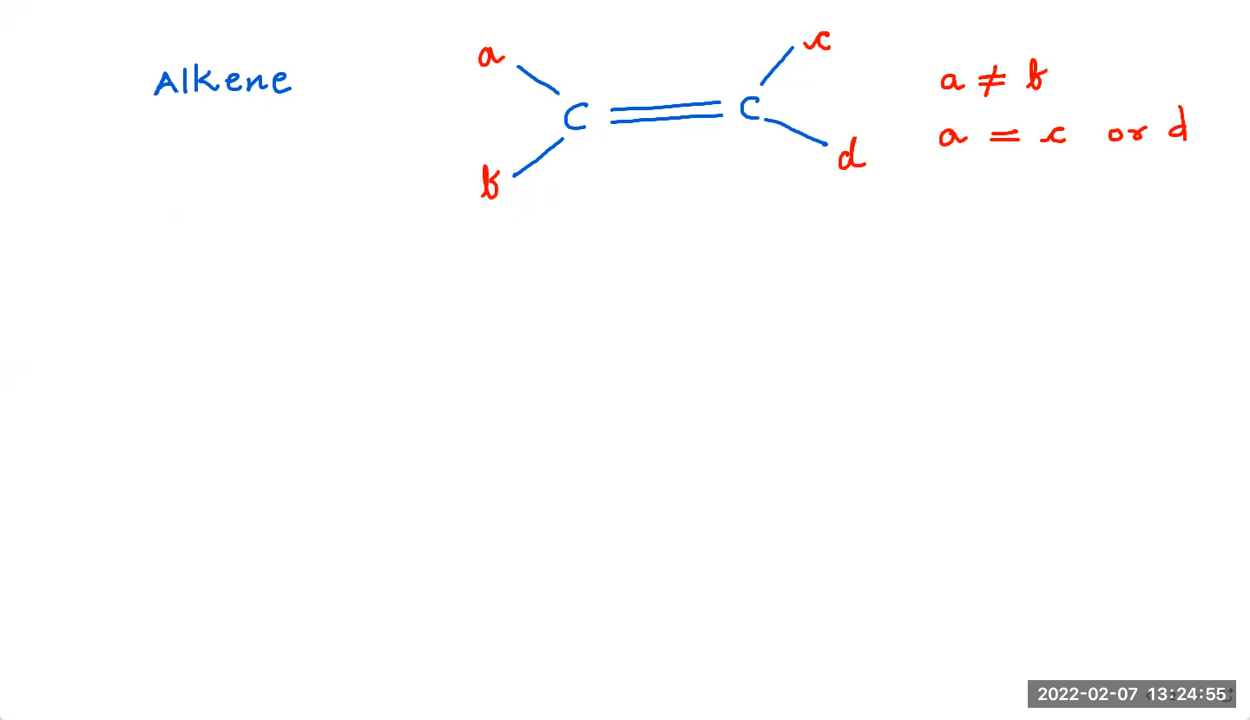 Alkene
a
c
a ≠ b
C
C
a = c or d
b
d
2022-02-07 13:24:55